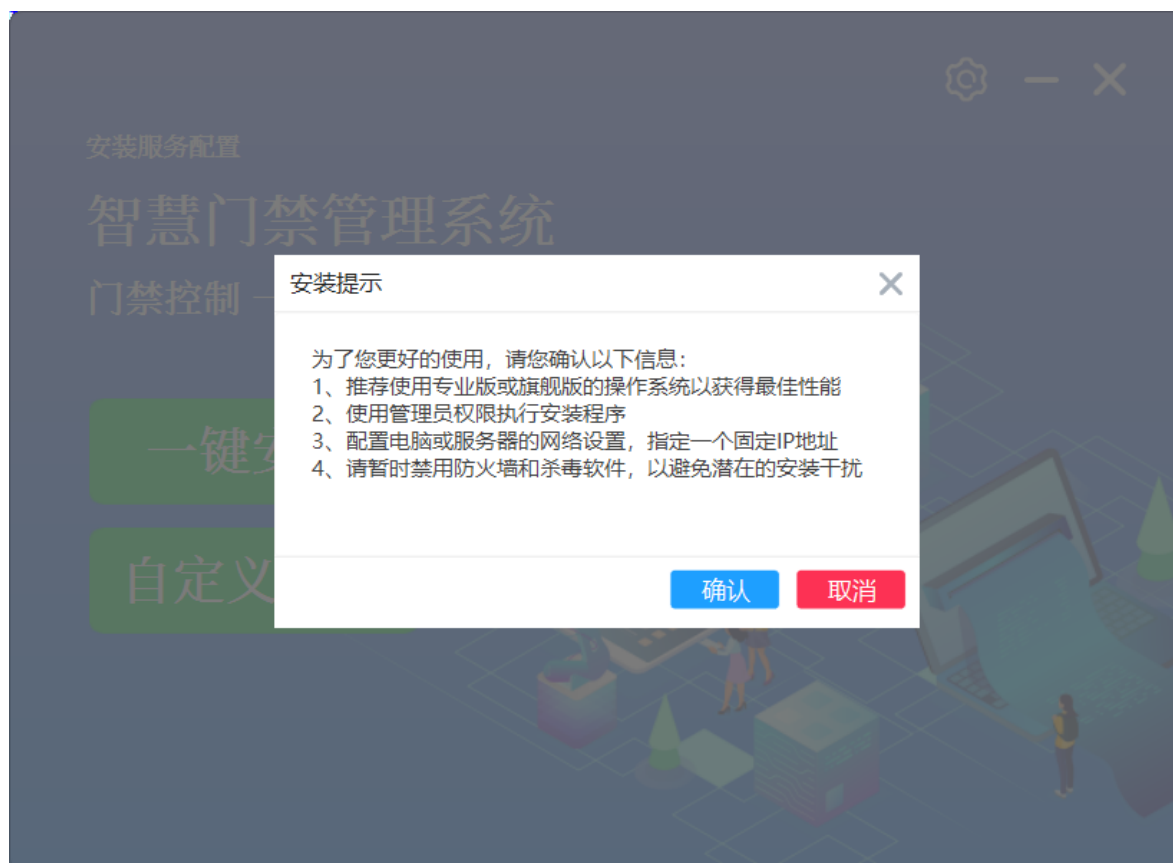 安装服务配置
智慧门禁管理系统
门禁控制
安装提示
为了您更好的使用，请您确认以下信息：
1、推荐使用专业版或旗舰版的操作系统以获得最佳性能
2、使用管理员权限执行安装程序
3、配置电脑或服务器的网络设置，指定一个固定IP地址
4、请暂时禁用防火墙和杀毒软件，以避免潜在的安装干扰
一键
自定义
确认 取消